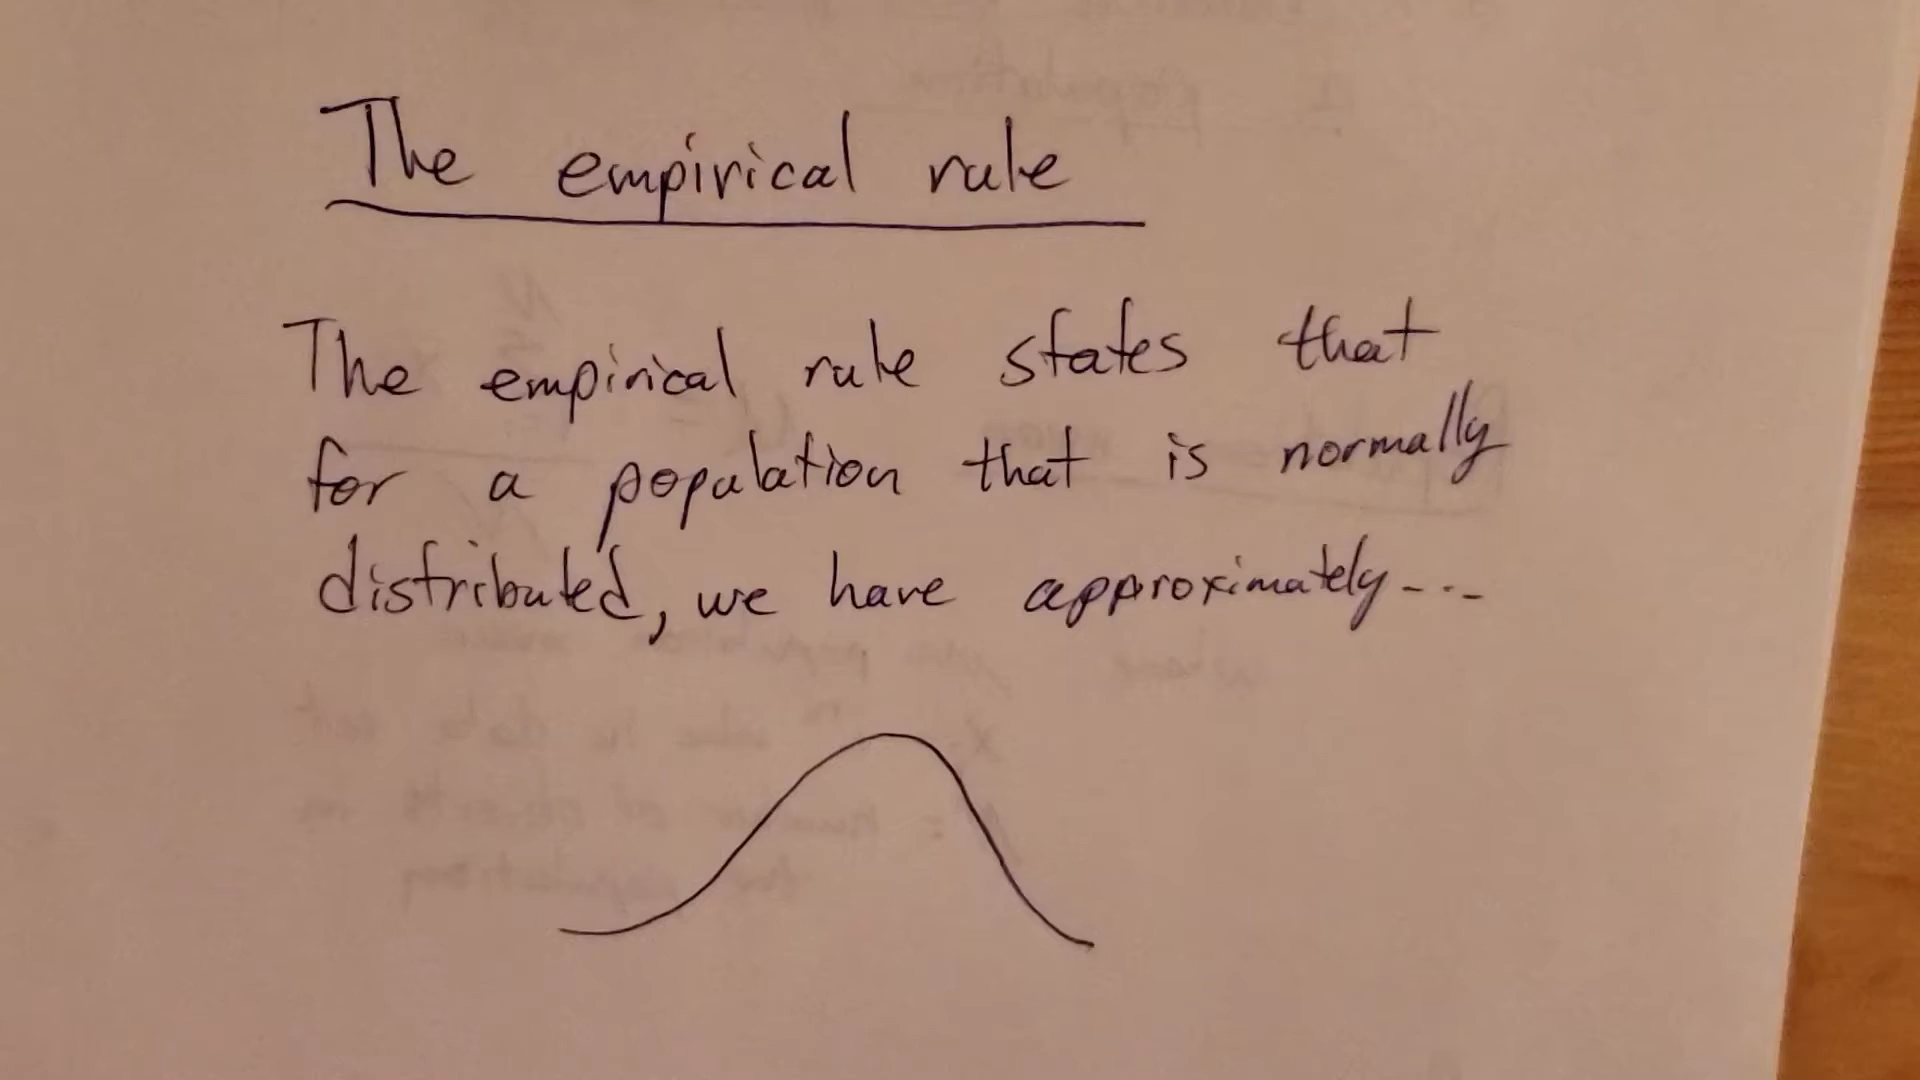 The empirical rule
The empirical rule states that
for a population that is normally
distributed, we have approximately...